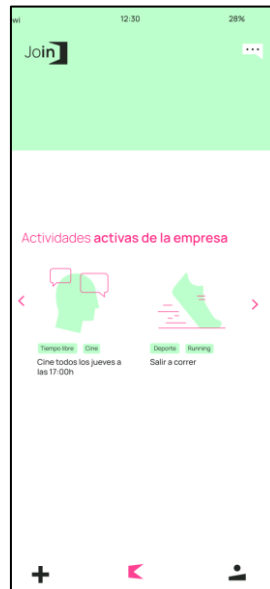 wi 12:30 28%
Join
Actividades activas de la empresa
Tiempo libre Cine
Cine todos los jueves a
las 17:00h
Deporte Running
Salir a correr